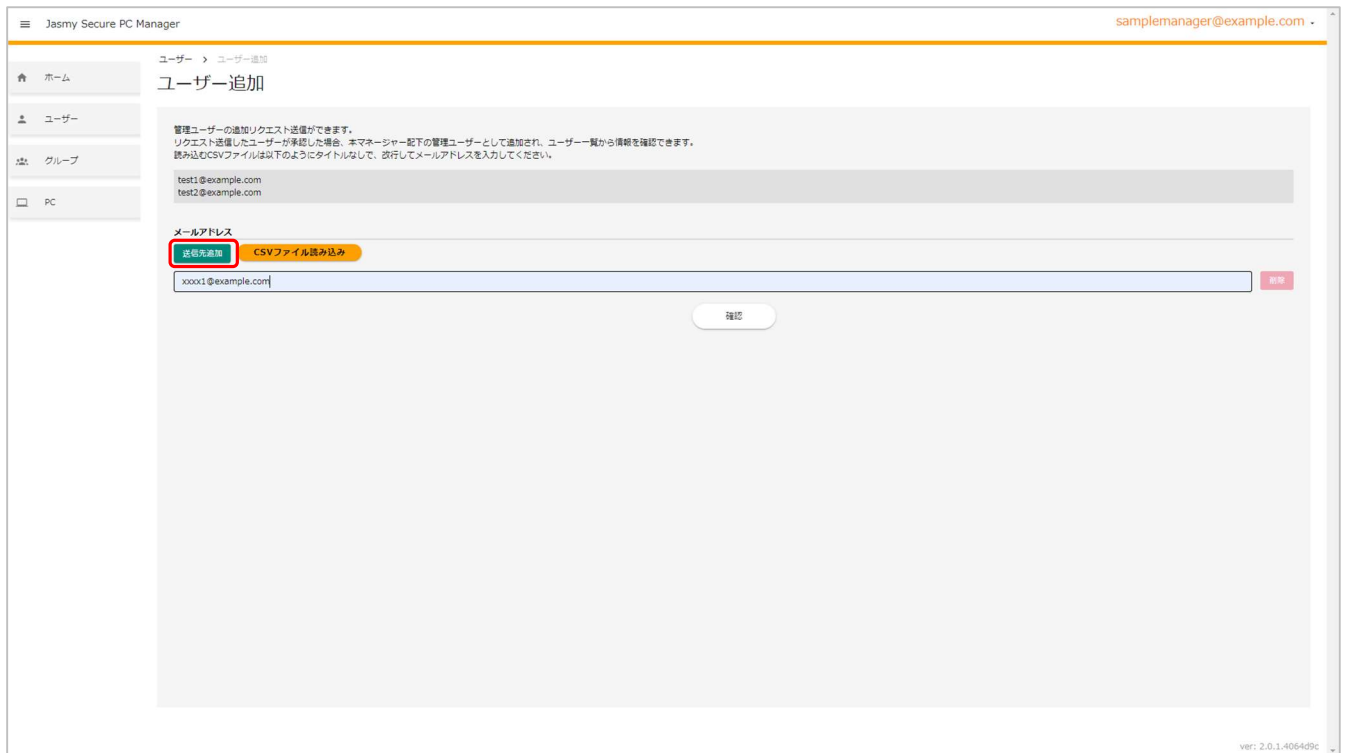 Jasmy Secure PC Manager
samplemanager@example.com
ユーザー > ユーザー追加
ホーム
ユーザー追加
ユーザー
管理ユーザーの追加リクエスト送信ができます。
リクエスト送信したユーザーが承認した場合、本マネージャー配下の管理ユーザーとして追加され、ユーザー一覧から情報を確認できます。
グループ
読み込むCSVファイルは以下のようにタイトルなしで、改行してメールアドレスを入力してください。
test1@example.com
test2@example.com
PC
メールアドレス
送信先追加 CSVファイル読み込み
xxxx1@example.com 削除
確認
ver: 2.0.1.4064d9c